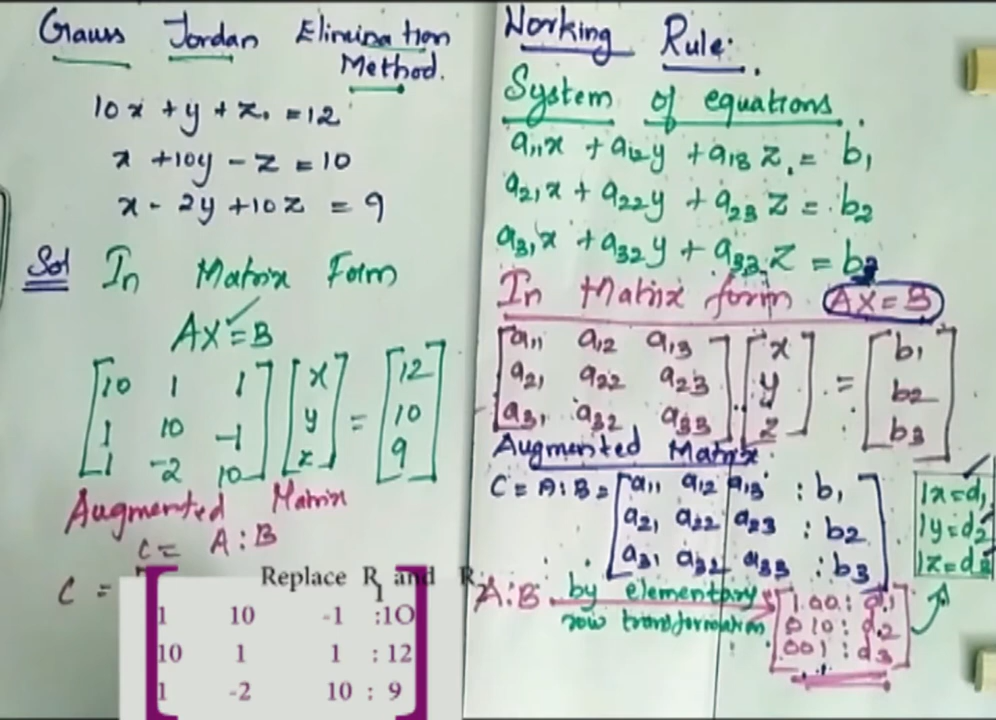 Gauss Jordan Elimination
Method.
10x + y + z. = 12
x + 10y - z = 10
x - 2y + 10z = 9
Sol In Matrix Form
AX = B
[10 1 1] [x] = [12]
[1 10 -1] [y] [10]
[1 -2 10] [z] [9]
Augmented Matrix
C = A:B
C =
Replace R1 and R
1 10 -1 :10
10 1 1 : 12
1 -2 10 : 9
Working Rule:
System of equations.
a11x + a12y + a13z = b1
a21x + a22y + a23z = b2
a31x + a32y + a33z = b3
In Matrix form AX = B
[a11 a12 a13] [x] = [b1]
[a21 a22 a23] [y] [b2]
[a31 a32 a33] [z] [b3]
Augmented Matrix.
C = A:B = [a11 a12 a13 : b1]
[a21 a22 a23 : b2]
[a31 a32 a33 : b3]
1x = d1
1y = d2
1z = d3
A:B by elementary
row transformation
[1 0 0 : d1]
[0 1 0 : d2]
[0 0 1 : d3]